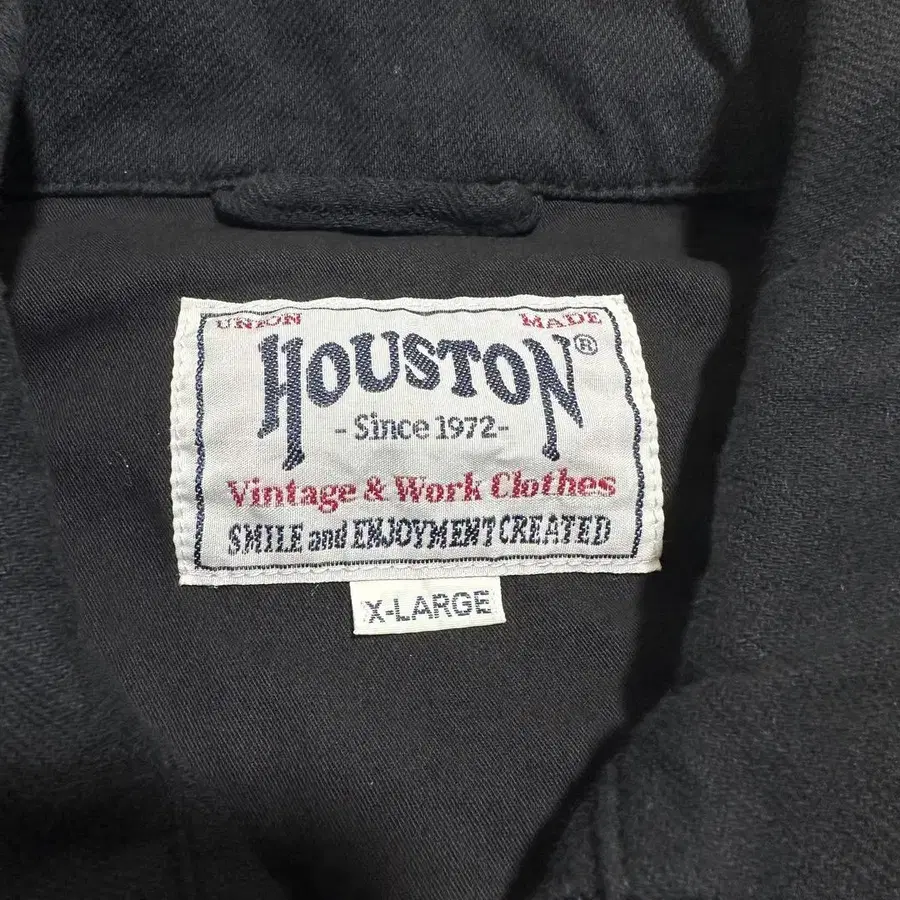 UNION MADE
HOUSTON®
- Since 1972-
Vintage & Work Clothes
SMILE and ENJOYMENT CREATED
X-LARGE